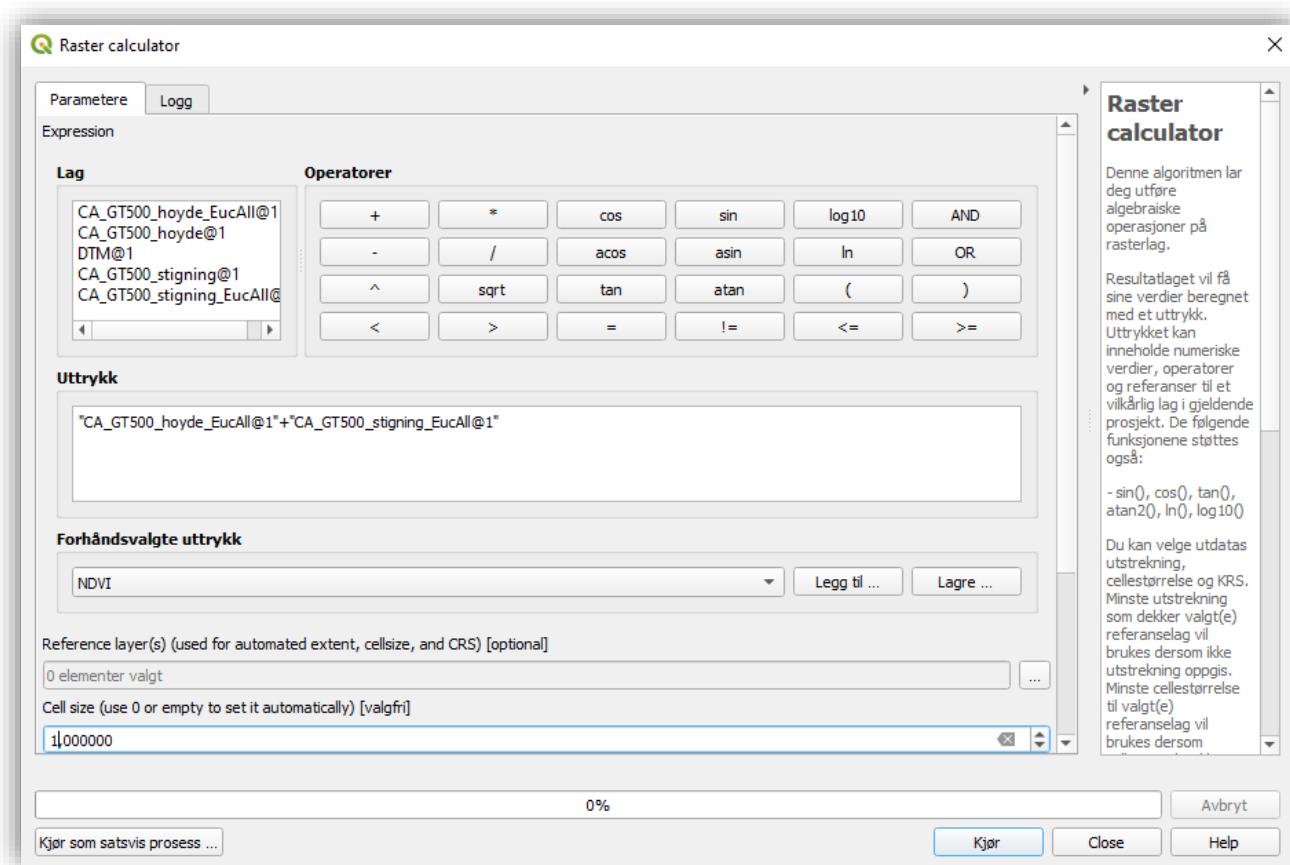 Raster calculator
Parametere
Logg
Expression
Lag
CA_GT500_hoyde_EucAll@1
CA_GT500_hoyde@1
DTM@1
CA_GT500_stigning@1
CA_GT500_stigning_EucAll@
Operatorer
+ * cos sin log10 AND
- / acos asin ln OR
^ sqrt tan atan ( )
< > = != <= >=
Uttrykk
"CA_GT500_hoyde_EucAll@1"+"CA_GT500_stigning_EucAll@1"
Forhåndsvalgte uttrykk
NDVI
Legg til ...
Lagre ...
Reference layer(s) (used for automated extent, cellsize, and CRS) [optional]
0 elementer valgt
...
Cell size (use 0 or empty to set it automatically) [valgfri]
1,000000
0%
Avbryt
Kjør som satsvis prosess ...
Kjør
Close
Help
Raster
calculator
Denne algoritmen lar
deg utføre
algebraiske
operasjoner på
rasterlag.
Resultatlaget vil få
sine verdier beregnet
med et uttrykk.
Uttrykket kan
inneholde numeriske
verdier, operatorer
og referanser til et
vilkårlig lag i gjeldende
prosjekt. De følgende
funksjonene støttes
også:
- sin(), cos(), tan(),
atan2(), ln(), log10()
Du kan velge utdatas
utstrekning,
cellestørrelse og KRS.
Minste utstrekning
som dekker valgt(e)
referanselag vil
brukes dersom ikke
utstrekning oppgis.
Minste cellestørrelse
til valgt(e)
referanselag vil
brukes dersom